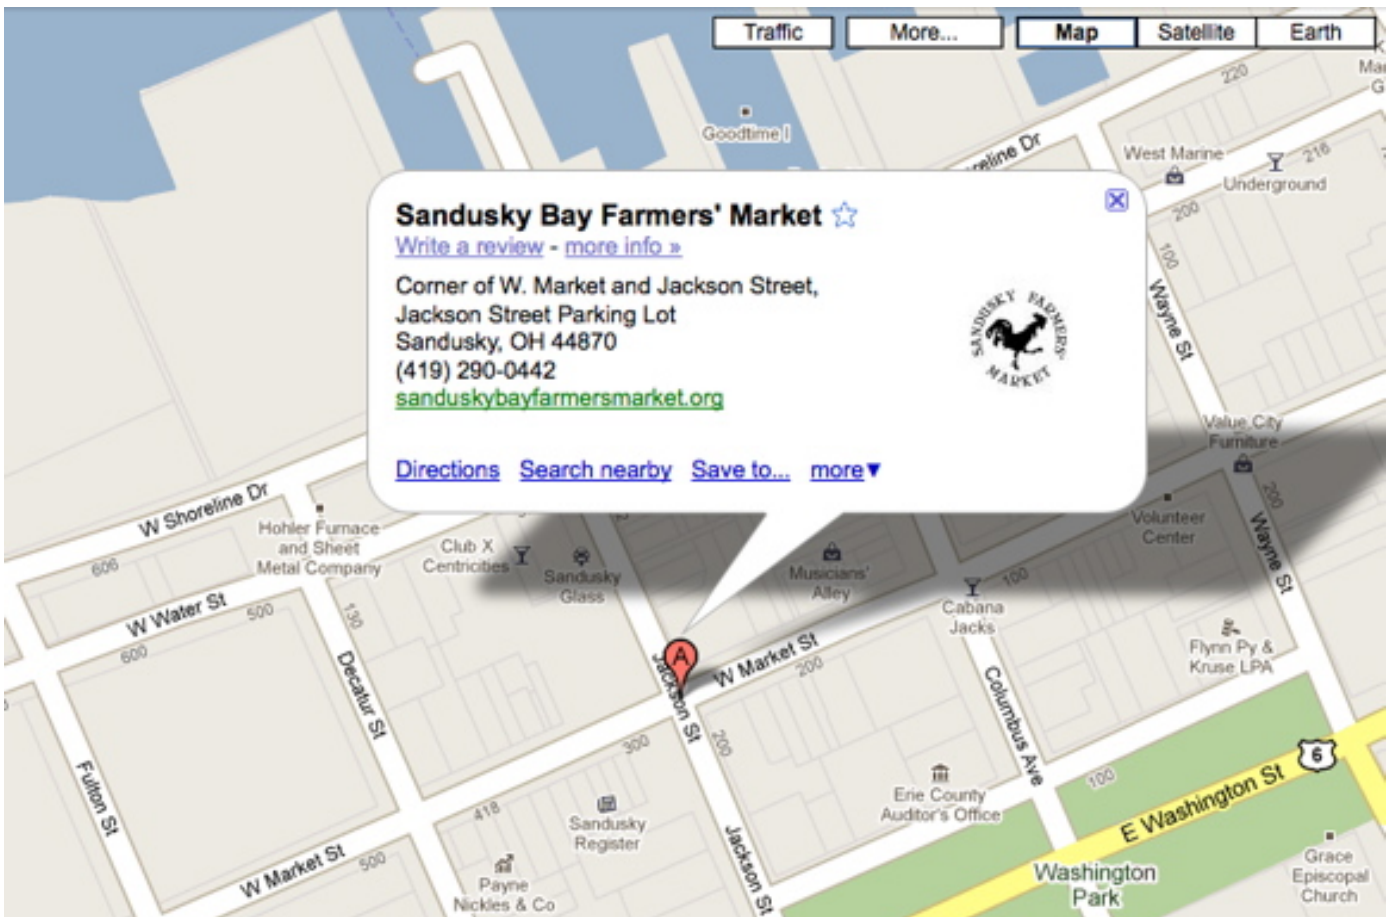 Traffic
More...
Map
Satellite
Earth
220
Goodtime I
reline Dr
West Marine
216
Underground
200
100
Wayne St
Sandusky Bay Farmers' Market
Write a review - more info »
Corner of W. Market and Jackson Street,
Jackson Street Parking Lot
Sandusky, OH 44870
(419) 290-0442
sanduskybayfarmersmarket.org
SANDUSKY FARMERS'
MARKET
Directions Search nearby Save to... more▼
Value City
Furniture
200
Wayne St
W Shoreline Dr
Hohler Furnace
and Sheet
Metal Company
Club X
Centricities
Sandusky
Glass
Musicians'
Alley
Volunteer
Center
606
W Water St
500
130
600
100
Cabana
Jacks
Flynn Py &
Kruse LPA
A
Jackson St
W Market St
200
Decatur St
Columbus Ave
200
300
Fulton St
6
100
E Washington St
Erie County
Auditor's Office
418
Sandusky
Register
Jackson St
W Market St
500
Payne
Nickles & Co
Washington
Park
Grace
Episcopal
Church